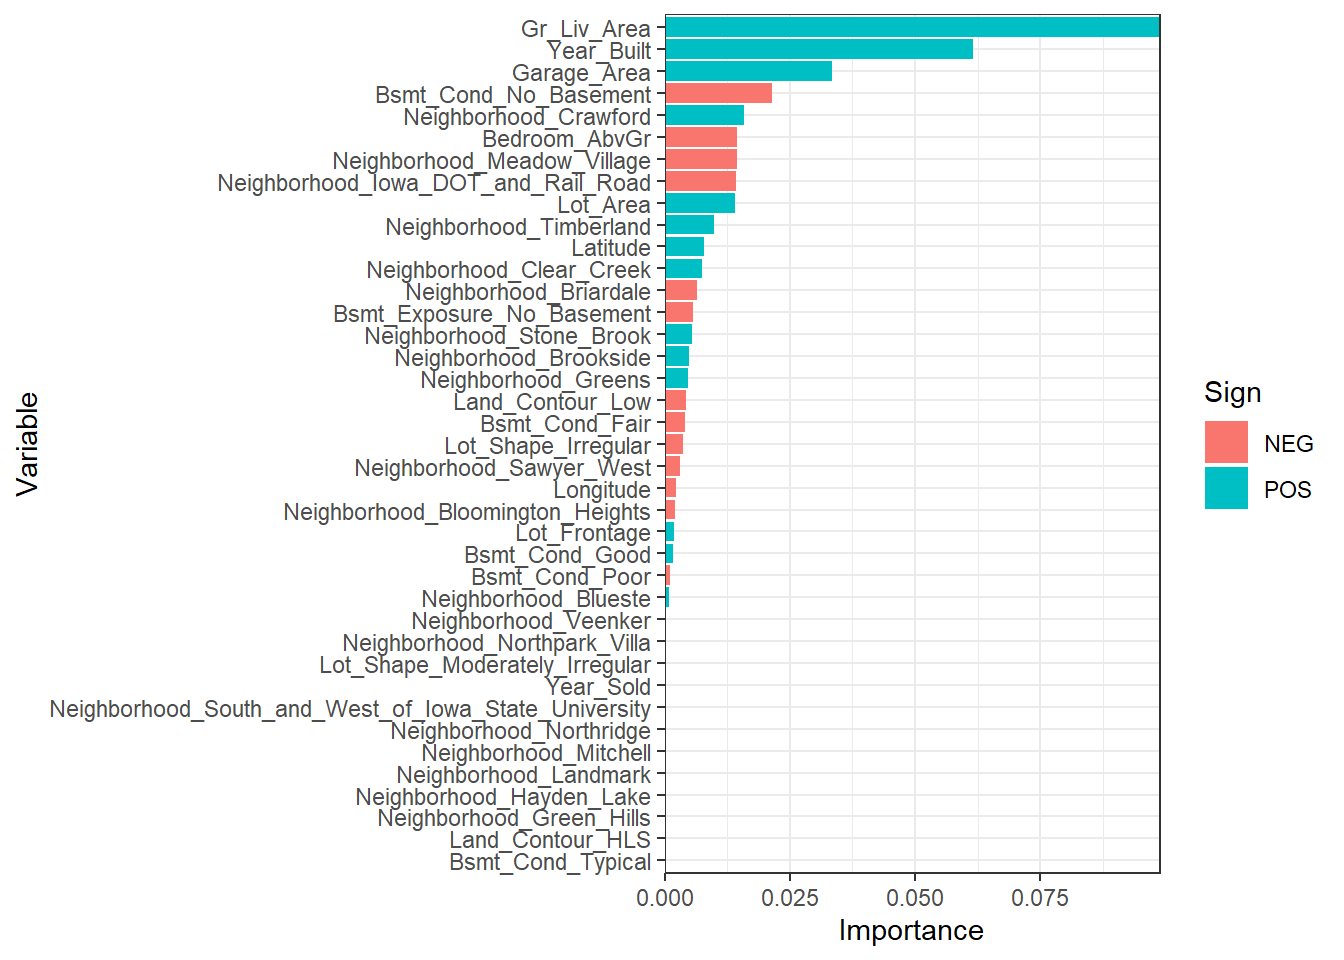 Gr_Liv_Area
Year_Built
Garage_Area
Bsmt_Cond_No_Basement
Neighborhood_Crawford
Bedroom_AbvGr
Neighborhood_Meadow_Village
Neighborhood_Iowa_DOT_and_Rail_Road
Lot_Area
Neighborhood_Timberland
Latitude
Neighborhood_Clear_Creek
Neighborhood_Briardale
Bsmt_Exposure_No_Basement
Neighborhood_Stone_Brook
Neighborhood_Brookside
Neighborhood_Greens
Land_Contour_Low
Bsmt_Cond_Fair
Lot_Shape_Irregular
Neighborhood_Sawyer_West
Longitude
Neighborhood_Bloomington_Heights
Lot_Frontage
Bsmt_Cond_Good
Bsmt_Cond_Poor
Neighborhood_Blueste
Neighborhood_Veenker
Neighborhood_Northpark_Villa
Lot_Shape_Moderately_Irregular
Year_Sold
Neighborhood_South_and_West_of_Iowa_State_University
Neighborhood_Northridge
Neighborhood_Mitchell
Neighborhood_Landmark
Neighborhood_Hayden_Lake
Neighborhood_Green_Hills
Land_Contour_HLS
Bsmt_Cond_Typical
0.000 0.025 0.050 0.075
Importance
Variable
Sign
NEG
POS